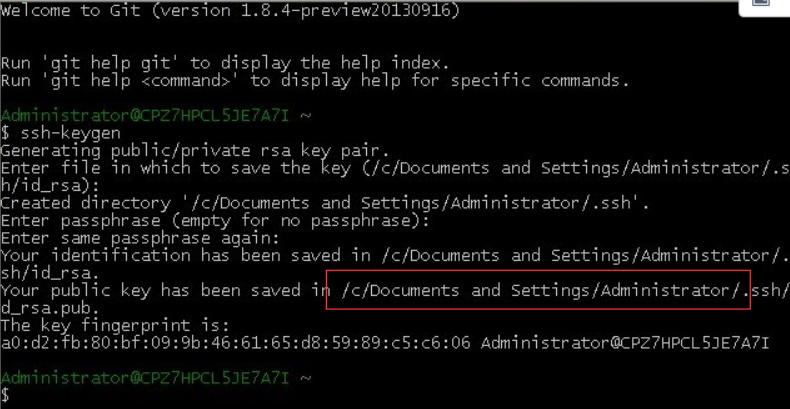 Welcome to Git (version 1.8.4-preview20130916)
Run 'git help git' to display the help index.
Run 'git help <command>' to display help for specific commands.
Administrator@CPZ7HPCL5JE7A7I ~
$ ssh-keygen
Generating public/private rsa key pair.
Enter file in which to save the key (/c/Documents and Settings/Administrator/.s
h/id_rsa):
Created directory '/c/Documents and Settings/Administrator/.ssh'.
Enter passphrase (empty for no passphrase):
Enter same passphrase again:
Your identification has been saved in /c/Documents and Settings/Administrator/.
sh/id_rsa.
Your public key has been saved in /c/Documents and Settings/Administrator/.ssh/
d_rsa.pub.
The key fingerprint is:
a0:d2:fb:80:bf:09:9b:46:61:65:d8:59:89:c5:c6:06 Administrator@CPZ7HPCL5JE7A7I
Administrator@CPZ7HPCL5JE7A7I ~
$